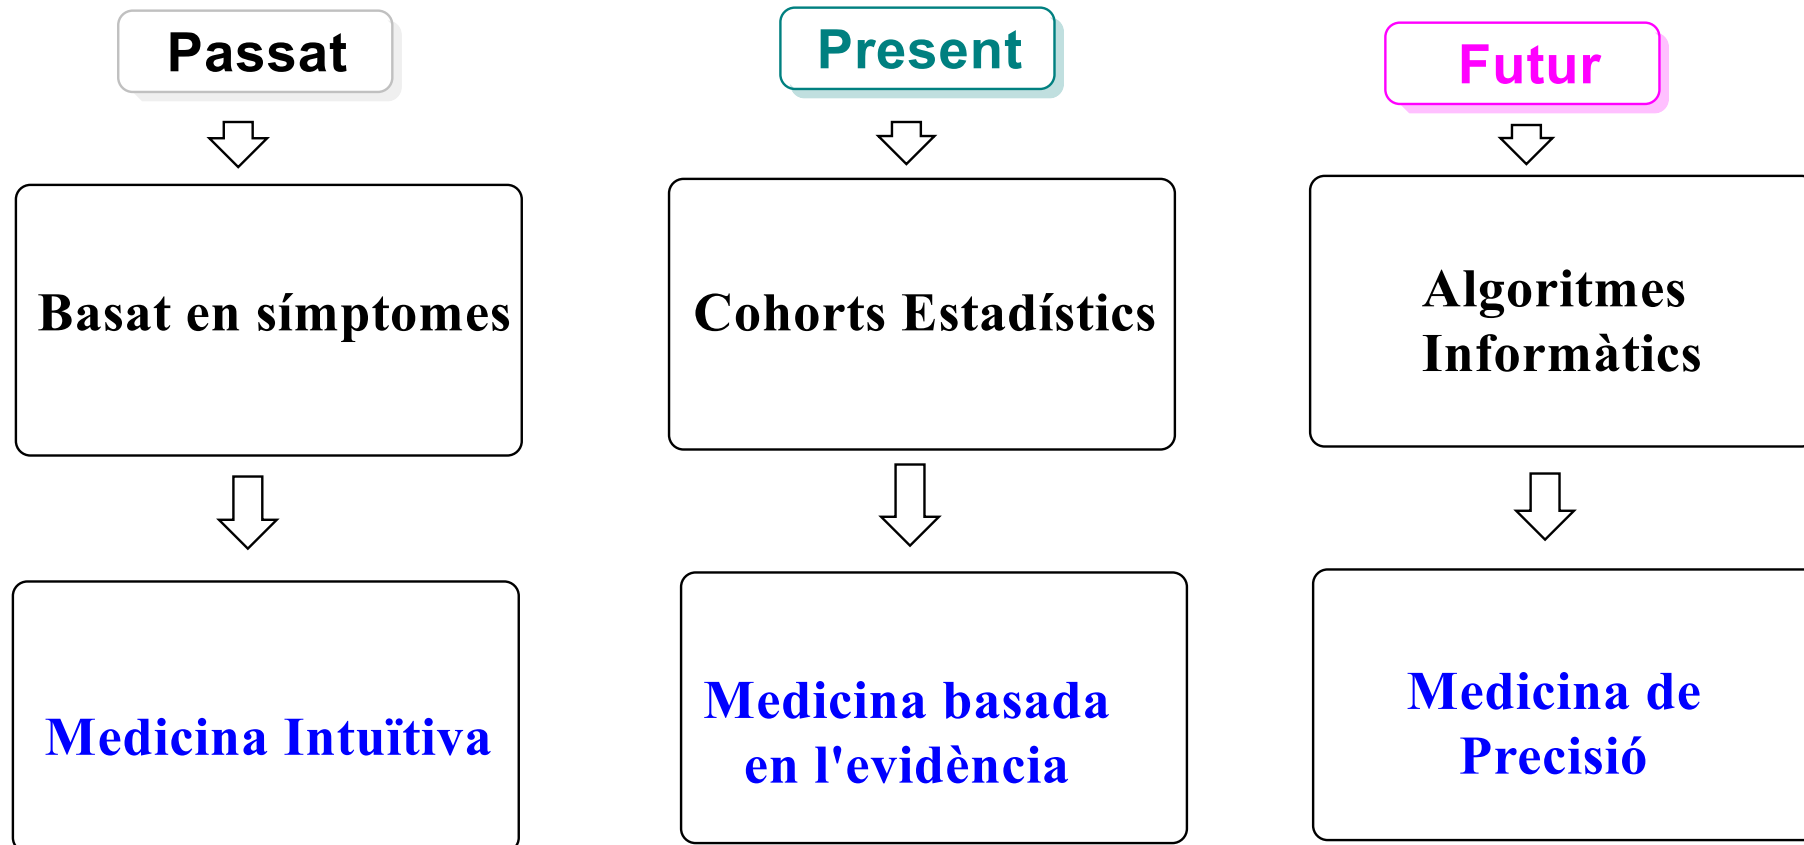 Passat
Present
Futur
Basat en símptomes
Cohorts Estadístics
Algoritmes
Informàtics
Medicina Intuïtiva
Medicina basada
en l'evidència
Medicina de
Precisió